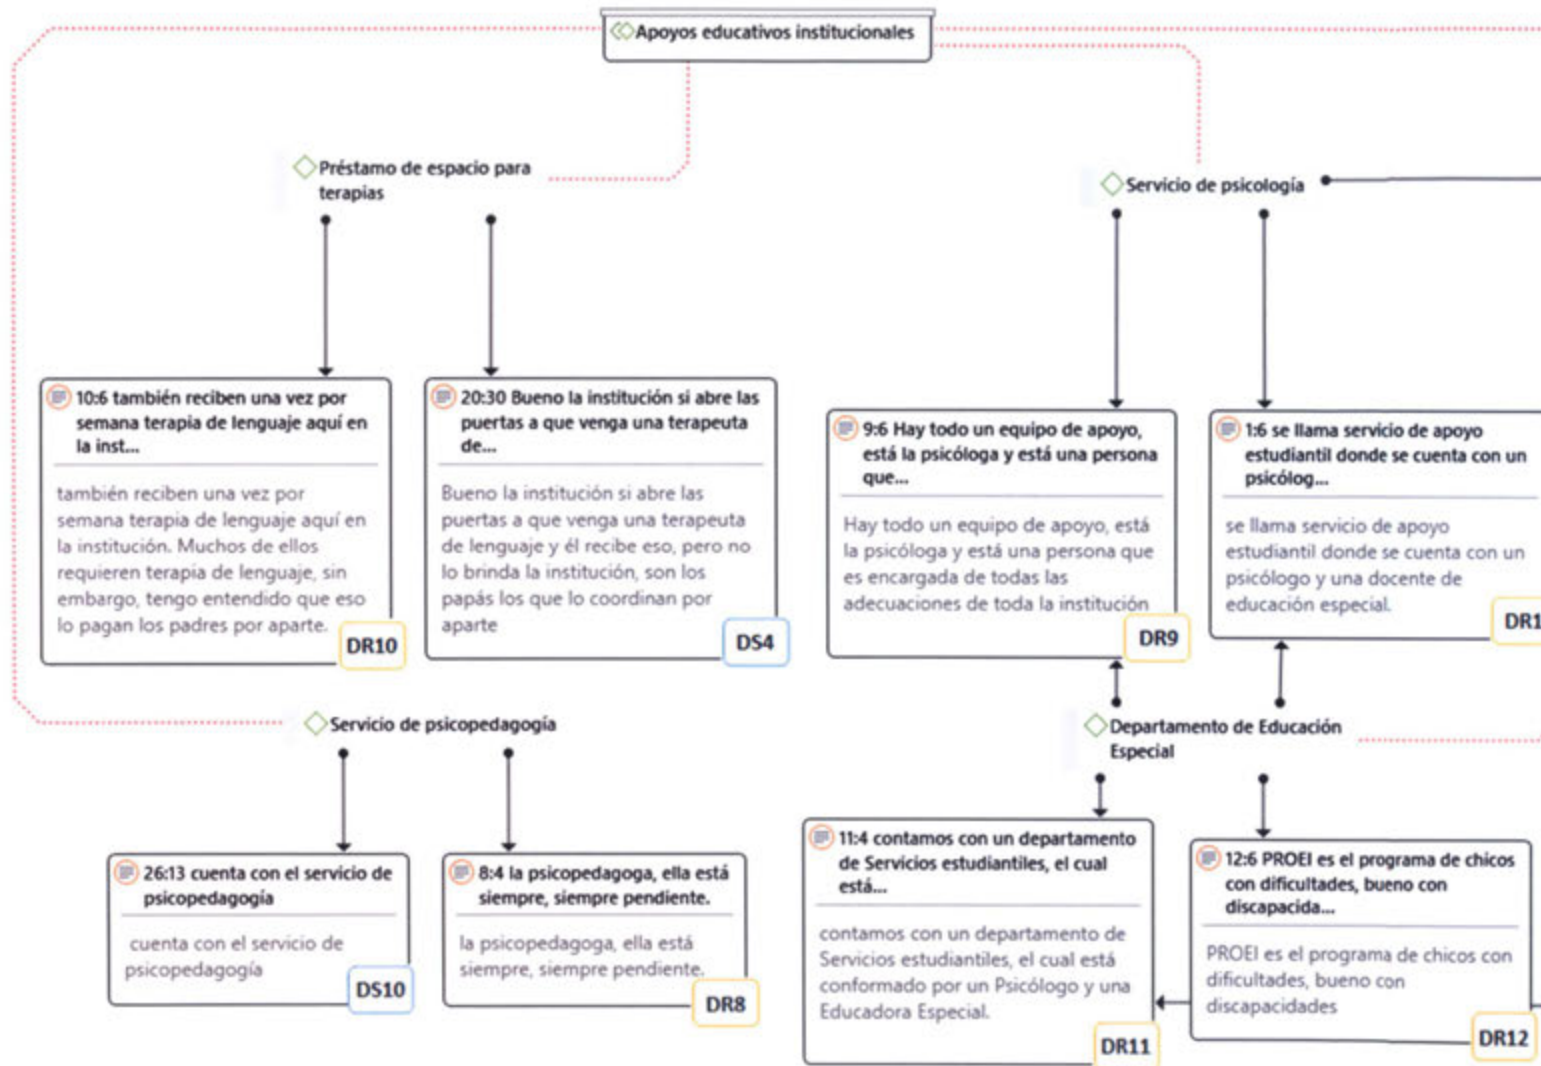 Apoyos educativos institucionales
Préstamo de espacio para
terapias
Servicio de psicología
10:6 también reciben una vez por
semana terapia de lenguaje aquí en
la inst...
también reciben una vez por
semana terapia de lenguaje aquí en
la institución. Muchos de ellos
requieren terapia de lenguaje, sin
embargo, tengo entendido que eso
lo pagan los padres por aparte.
DR10
20:30 Bueno la institución si abre las
puertas a que venga una terapeuta
de...
Bueno la institución si abre las
puertas a que venga una terapeuta
de lenguaje y él recibe eso, pero no
lo brinda la institución, son los
papás los que lo coordinan por
aparte
DS4
9:6 Hay todo un equipo de apoyo,
está la psicóloga y está una persona
que...
Hay todo un equipo de apoyo, está
la psicóloga y está una persona que
es encargada de todas las
adecuaciones de toda la institución
DR9
1:6 se llama servicio de apoyo
estudiantil donde se cuenta con un
psicólog...
se llama servicio de apoyo
estudiantil donde se cuenta con un
psicólogo y una docente de
educación especial.
DR1
Servicio de psicopedagogía
Departamento de Educación
Especial
26:13 cuenta con el servicio de
psicopedagogía
cuenta con el servicio de
psicopedagogía
DS10
8:4 la psicopedagoga, ella está
siempre, siempre pendiente.
la psicopedagoga, ella está
siempre, siempre pendiente.
DR8
11:4 contamos con un departamento
de Servicios estudiantiles, el cual
está...
contamos con un departamento de
Servicios estudiantiles, el cual está
conformado por un Psicólogo y una
Educadora Especial.
DR11
12:6 PROEI es el programa de chicos
con dificultades, bueno con
discapacida...
PROEI es el programa de chicos con
dificultades, bueno con
discapacidades
DR12